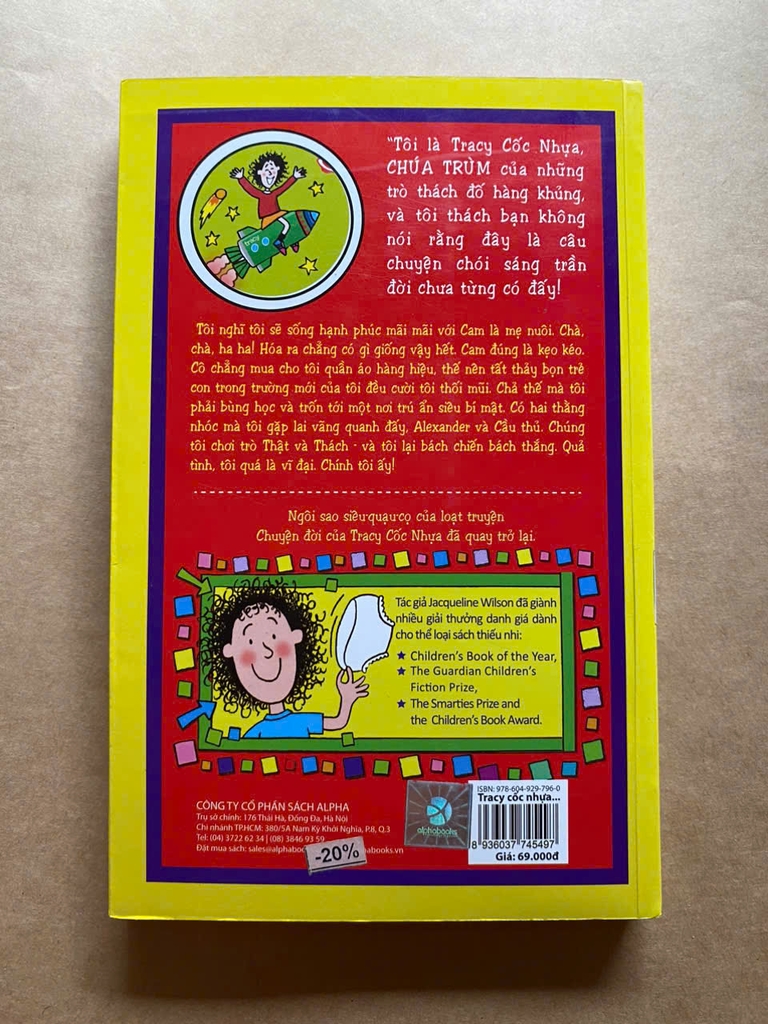 "Tôi là Tracy Cốc Nhựa,
CHÚA TRÙM của những
trò thách đố hàng khủng,
và tôi thách bạn không
nói rằng đây là câu
chuyện chói sáng trần
đời chưa từng có đấy!
tracy
Tôi nghĩ tôi sẽ sống hạnh phúc mãi mãi với Cam là mẹ nuôi. Chà,
chà, ha ha! Hóa ra chẳng có gì giống vậy hết. Cam đúng là kẹo kéo.
Cô chẳng mua cho tôi quần áo hàng hiệu, thế nên tất thảy bọn trẻ
con trong trường mới của tôi đều cười tôi thối mũi. Chả thế mà tôi
phải bùng học và trốn tới một nơi trú ẩn siêu bí mật. Có hai thằng
nhóc mà tôi gặp lai vãng quanh đấy, Alexander và Cầu thủ. Chúng
tôi chơi trò Thật và Thách - và tôi lại bách chiến bách thắng. Quả
tình, tôi quá là vĩ đại. Chính tôi ấy!
Ngôi sao siêu-quạu-cọ của loạt truyện
Chuyện đời của Tracy Cốc Nhựa đã quay trở lại.
Tác giả Jacqueline Wilson đã giành
nhiều giải thưởng danh giá dành
cho thể loại sách thiếu nhi:
★ Children's Book of the Year,
★ The Guardian Children's
Fiction Prize,
★ The Smarties Prize and
the Children's Book Award.
CÔNG TY CỔ PHẦN SÁCH ALPHA
Trụ sở chính: 176 Thái Hà, Đống Đa, Hà Nội
Chi nhánh TP.HCM: 380/5A Nam Kỳ Khởi Nghĩa, P.8, Q.3
Tel: (04) 3722 62 34 | (08) 3846 93 59
Đặt mua sách: sales@alphaboo abooks.vn
-20%
alphabooks
ISBN: 978-604-929-796-0
Tracy cốc nhựa...
8 936037 745497
Giá: 69.000đ